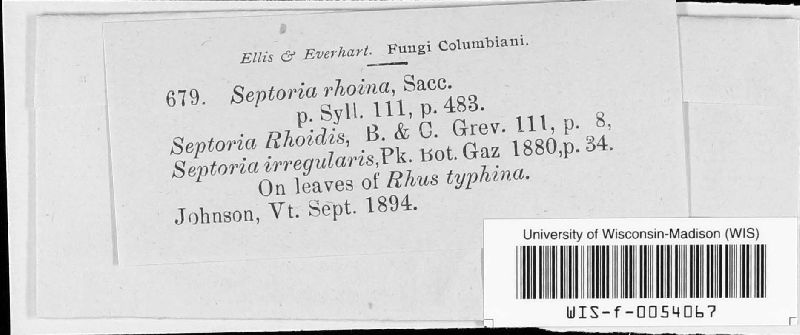 Ellis & Everhart. Fungi Columbiani.
679. Septoria rhoina, Sacc.
p. Syll. 111, p. 483.
Septoria Rhoidis, B. & C. Grev. 111, p. 8,
Septoria irregularis, Pk. Bot. Gaz 1880, p. 34.
On leaves of Rhus typhina.
Johnson, Vt. Sept. 1894.
University of Wisconsin-Madison (WIS)
WIS-f-0054067